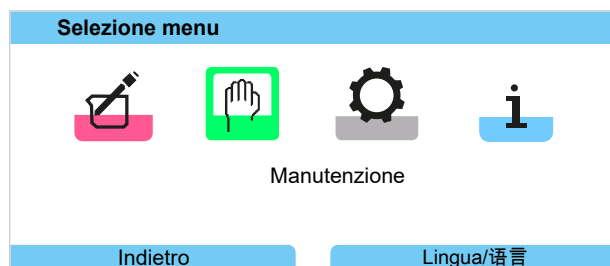 Selezione menu
Manutenzione
Indietro
Lingua/语言